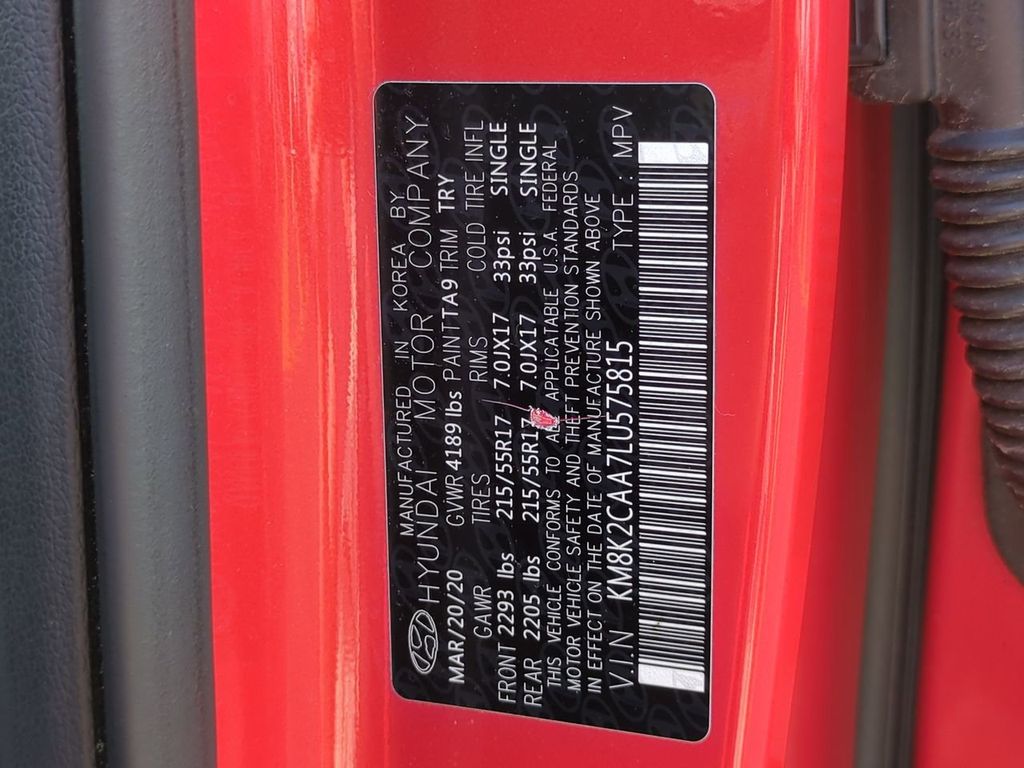 MANUFACTURED IN KOREA BY
HYUNDAI MOTOR COMPANY
MAR/20/20 GWR 4189 lbs PAINT TA9 TRIM TRY
GAWR TIRES RIMS COLD TIRE INFL
FRONT 2293 lbs 215/55R17 7.0JX17 33psi SINGLE
REAR 2205 lbs 215/55R17 7.0JX17 33psi SINGLE
THIS VEHICLE CONFORMS TO ALL APPLICABLE U.S.A. FEDERAL
MOTOR VEHICLE SAFETY AND THEFT PREVENTION STANDARDS
IN EFFECT ON THE DATE OF MANUFACTURE SHOWN ABOVE
V.I.N KM8K2CAA7LU575815 TYPE : MPV